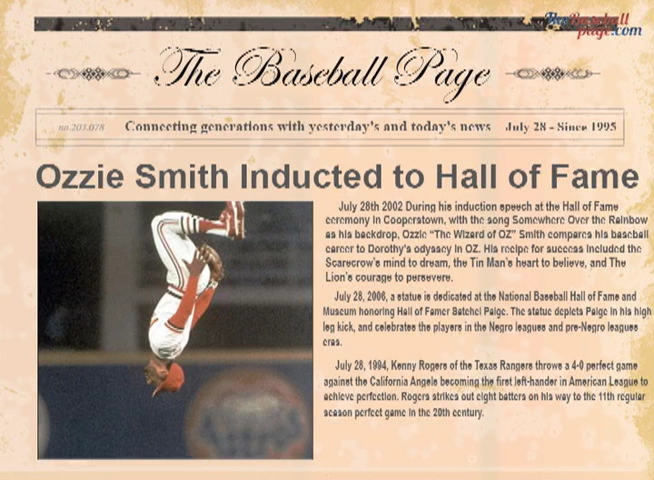 TheBaseball
page.com
The Baseball Page
no.203.078 Connecting generations with yesterday's and today's news July 28 - Since 1995
Ozzie Smith Inducted to Hall of Fame
July 28th 2002 During his induction speech at the Hall of Fame
ceremony in Cooperstown, with the song Somewhere Over the Rainbow
as his backdrop, Ozzie "The Wizard of OZ" Smith compares his baseball
career to Dorothy's odyssey in OZ. His recipe for success included the
Scarecrow's mind to dream, the Tin Man's heart to believe, and The
Lion's courage to persevere.
July 28, 2006, a statue is dedicated at the National Baseball Hall of Fame and
Museum honoring Hall of Famer Satchel Paige. The statue depicts Paige in his high
leg kick, and celebrates the players in the Negro leagues and pre-Negro leagues
eras.
July 28, 1994, Kenny Rogers of the Texas Rangers throws a 4-0 perfect game
against the California Angels becoming the first left-hander in American League to
achieve perfection. Rogers strikes out eight batters on his way to the 11th regular
season perfect game in the 20th century.